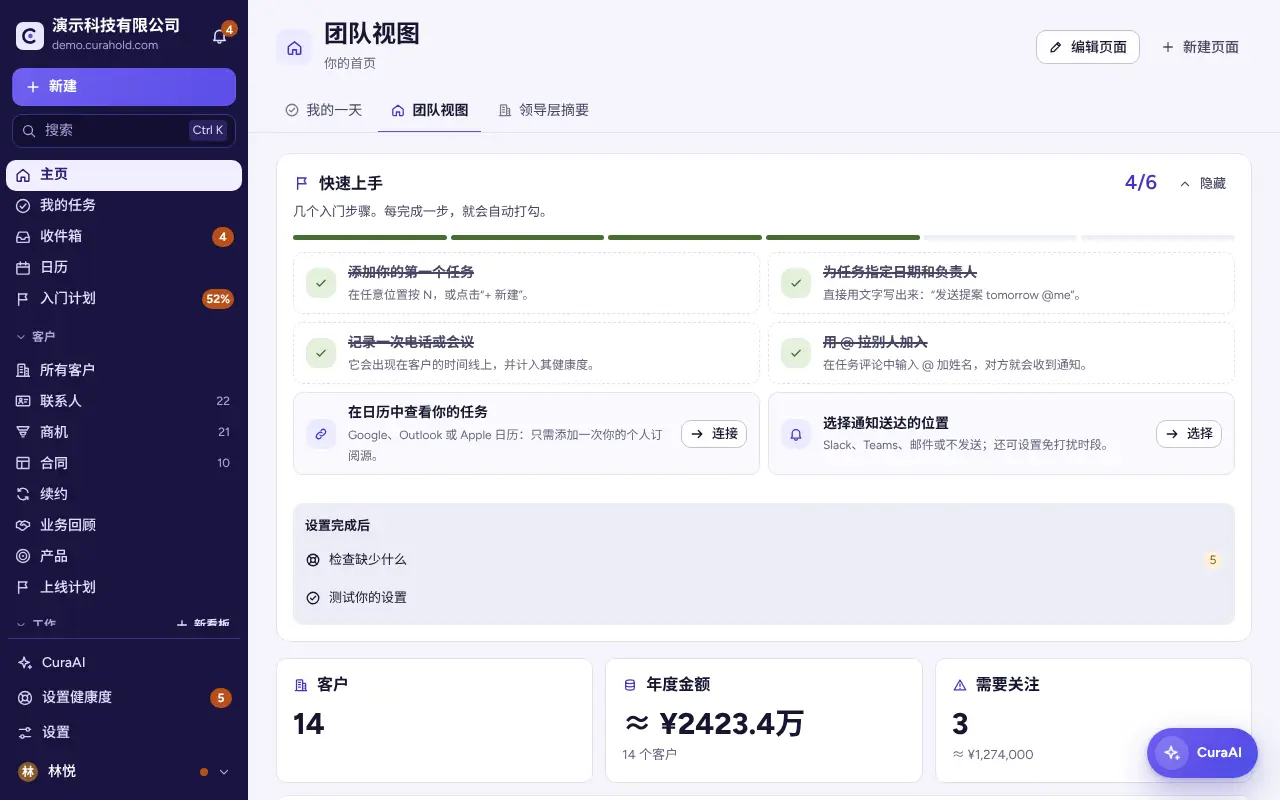 演示科技有限公司
demo.curahold.com
4
新建
搜索
Ctrl K
主页
我的任务
收件箱
4
日历
入门计划
52%
客户
所有客户
联系人
22
商机
21
合同
10
续约
业务回顾
产品
上线计划
工作
新看板
CuraAI
设置健康度
5
设置
林
林悦
团队视图
你的首页
编辑页面
新建页面
我的一天
团队视图
领导层摘要
快速上手
4/6
隐藏
几个入门步骤。每完成一步，就会自动打勾。
添加你的第一个任务
在任意位置按 N，或点击“+ 新建”。
为任务指定日期和负责人
直接用文字写出来：“发送提案 tomorrow @me”。
记录一次电话或会议
它会出现在客户的时间线上，并计入其健康度。
用 @ 拉别人加入
在任务评论中输入 @ 加姓名，对方就会收到通知。
在日历中查看你的任务
Google、Outlook 或 Apple 日历：只需添加一次你的个人订
阅源。
连接
选择通知送达的位置
Slack、Teams、邮件或不发送；还可设置免打扰时段。
选择
设置完成后
检查缺少什么
5
测试你的设置
客户
14
年度金额
≈ ¥2423.4万
14 个客户
需要关注
3
≈ ¥1,274,000
CuraAI